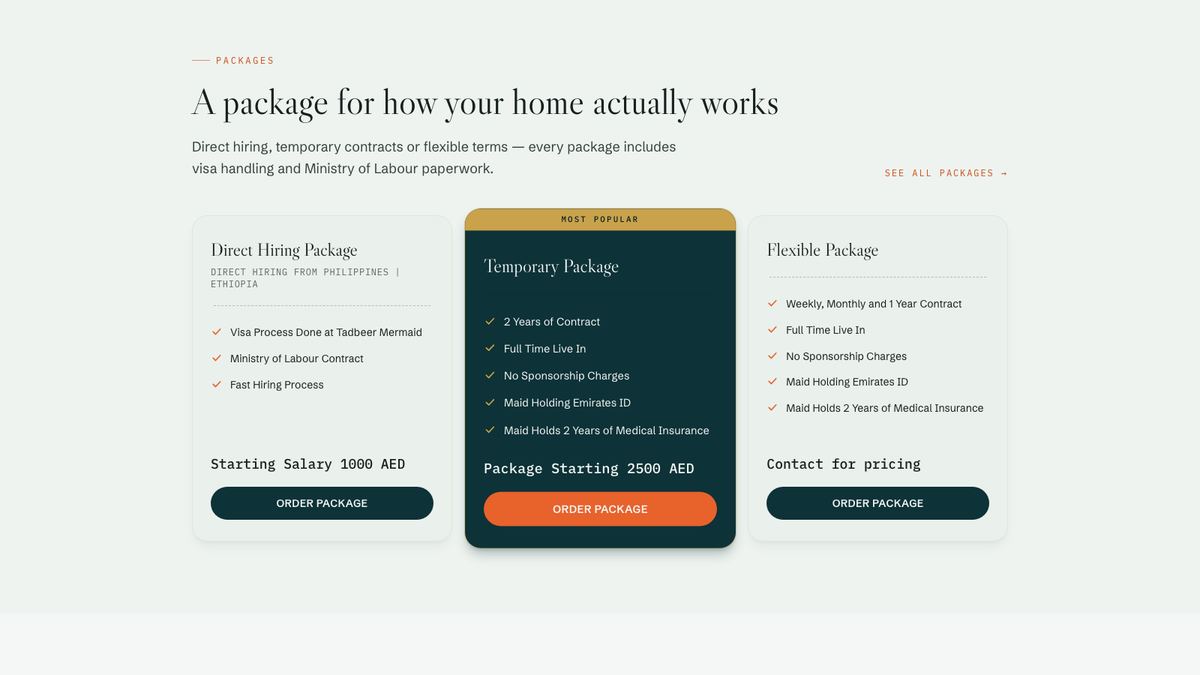 PACKAGES
A package for how your home actually works
Direct hiring, temporary contracts or flexible terms — every package includes
visa handling and Ministry of Labour paperwork.
SEE ALL PACKAGES →
Direct Hiring Package
DIRECT HIRING FROM PHILIPPINES |
ETHIOPIA
Visa Process Done at Tadbeer Mermaid
Ministry of Labour Contract
Fast Hiring Process
Starting Salary 1000 AED
ORDER PACKAGE
MOST POPULAR
Temporary Package
2 Years of Contract
Full Time Live In
No Sponsorship Charges
Maid Holding Emirates ID
Maid Holds 2 Years of Medical Insurance
Package Starting 2500 AED
ORDER PACKAGE
Flexible Package
Weekly, Monthly and 1 Year Contract
Full Time Live In
No Sponsorship Charges
Maid Holding Emirates ID
Maid Holds 2 Years of Medical Insurance
Contact for pricing
ORDER PACKAGE